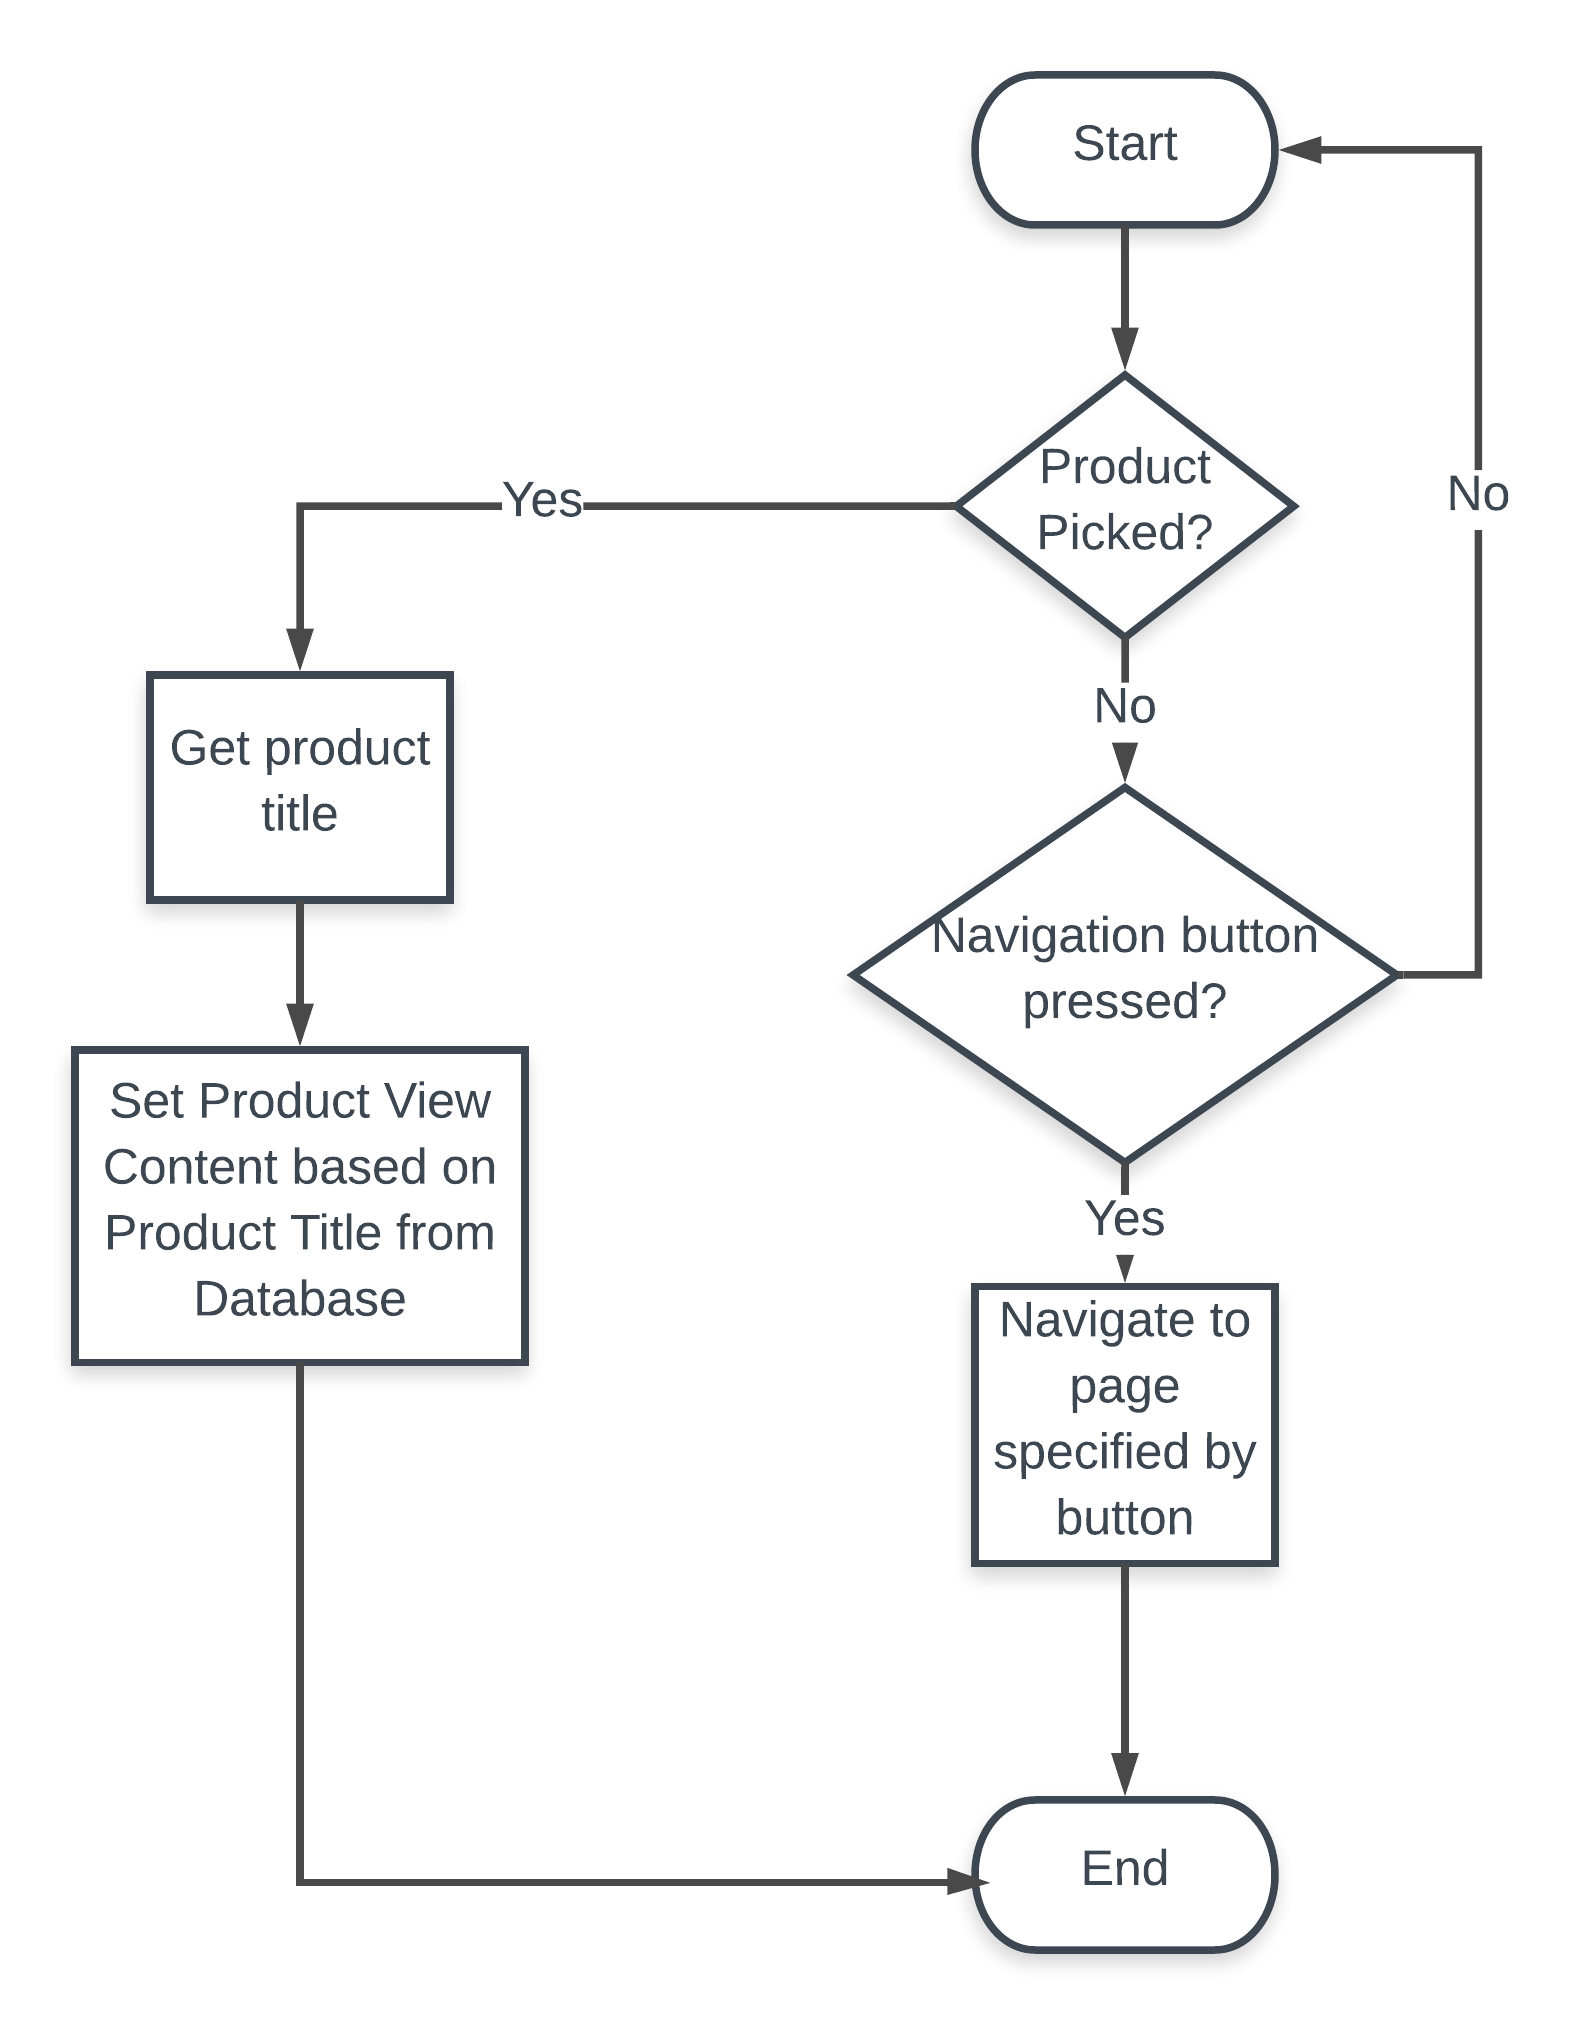 Start
Product
Picked?
Yes
No
No
Get product
title
Navigation button
pressed?
Set Product View
Content based on
Product Title from
Database
Yes
Navigate to
page
specified by
button
End